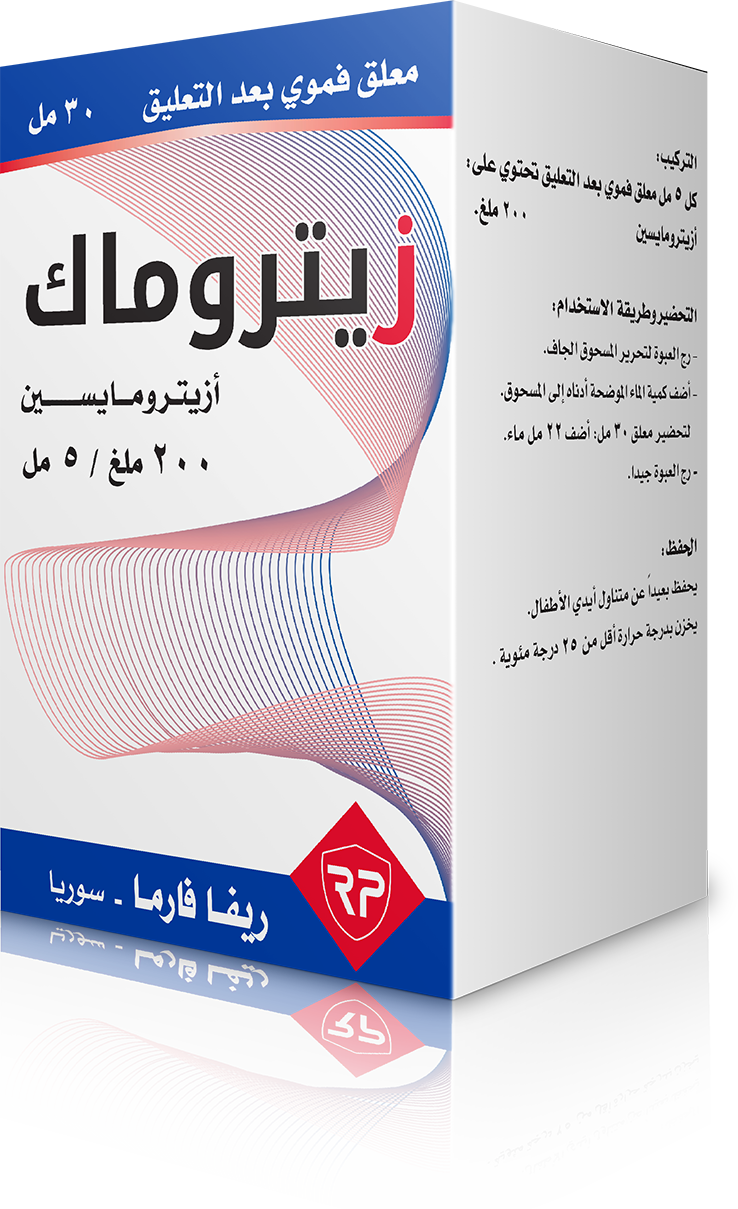 معلق فموي بعد التعليق ٣٠ مل
زيتروماك
أزيترومايسين
٢٠٠ ملغ / ٥ مل
ريفا فارما - سوريا
RP
التركيب:
كل ٥ مل معلق فموي بعد التعليق تحتوي على:
أزيترومايسين ٢٠٠ ملغ.
التحضير وطريقة الاستخدام:
- رج العبوة لتحرير المسحوق الجاف.
- أضف كمية الماء الموضحة أدناه إلى المسحوق.
لتحضير معلق ٣٠ مل: أضف ٢٢ مل ماء.
- رج العبوة جيدا.
الحفظ:
يحفظ بعيداً عن متناول أيدي الأطفال.
يخزن بدرجة حرارة أقل من ٢٥ درجة مئوية .